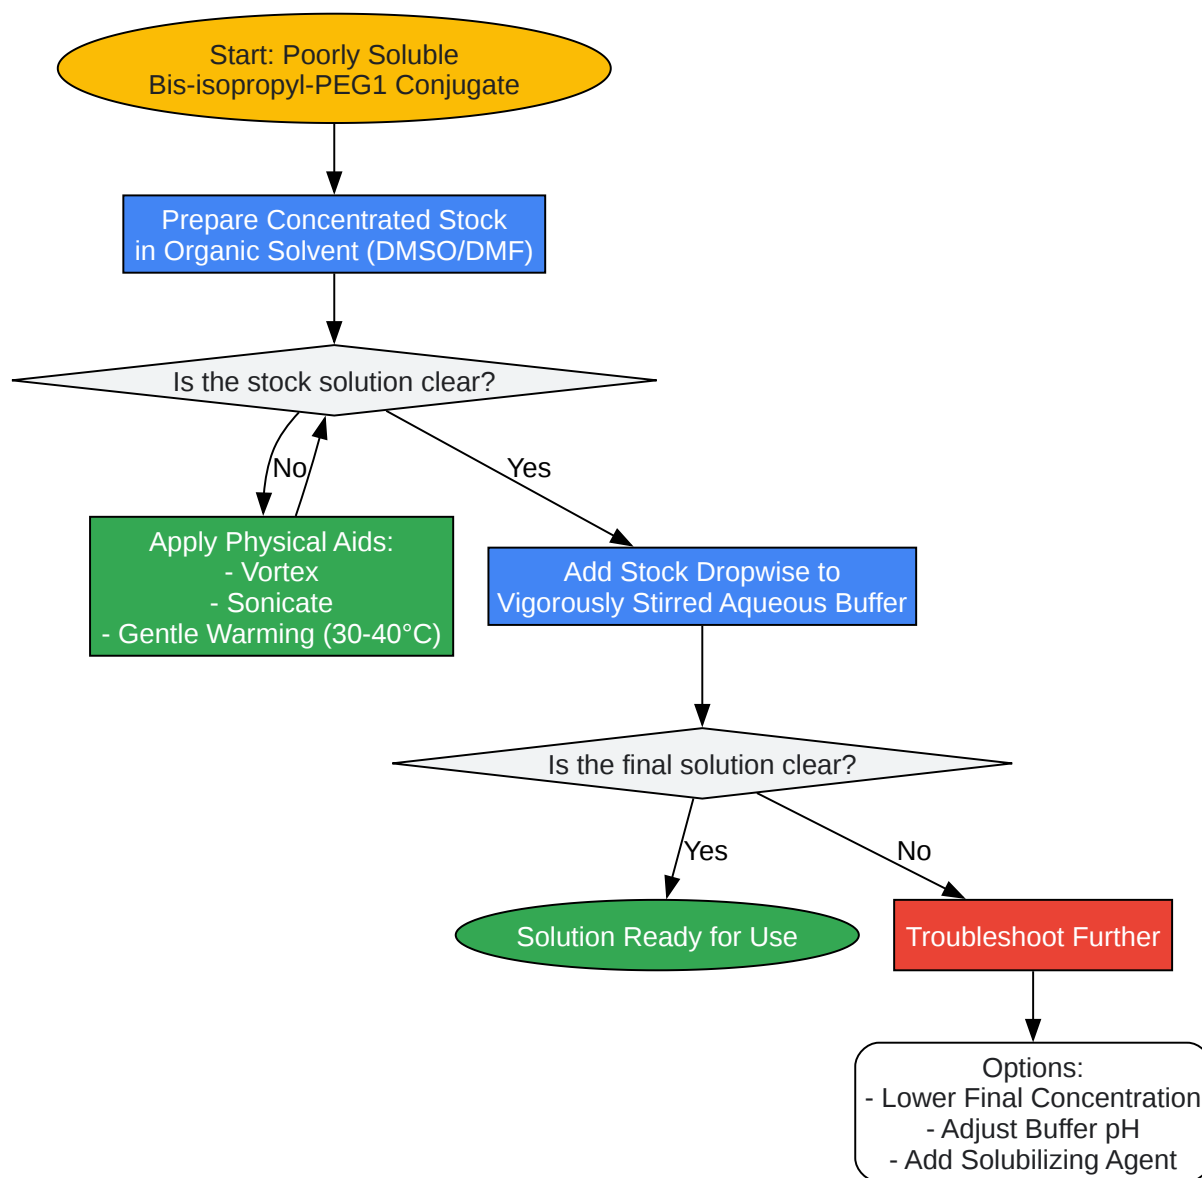 Start: Poorly Soluble
Bis-isopropyl-PEG1 Conjugate
Prepare Concentrated Stock
in Organic Solvent (DMSO/DMF)
Is the stock solution clear?
No
Yes
Apply Physical Aids:
- Vortex
- Sonicate
- Gentle Warming (30-40°C)
Add Stock Dropwise to
Vigorously Stirred Aqueous Buffer
Is the final solution clear?
Yes
No
Solution Ready for Use
Troubleshoot Further
Options:
- Lower Final Concentration
- Adjust Buffer pH
- Add Solubilizing Agent